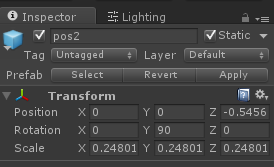 Inspector Lighting
pos2 Static
Tag Untagged Layer Default
Prefab Select Revert Apply
Transform
Position X 0 Y 0 Z -0.5456
Rotation X 0 Y 90 Z 0
Scale X 0.24801 Y 0.24801 Z 0.24801